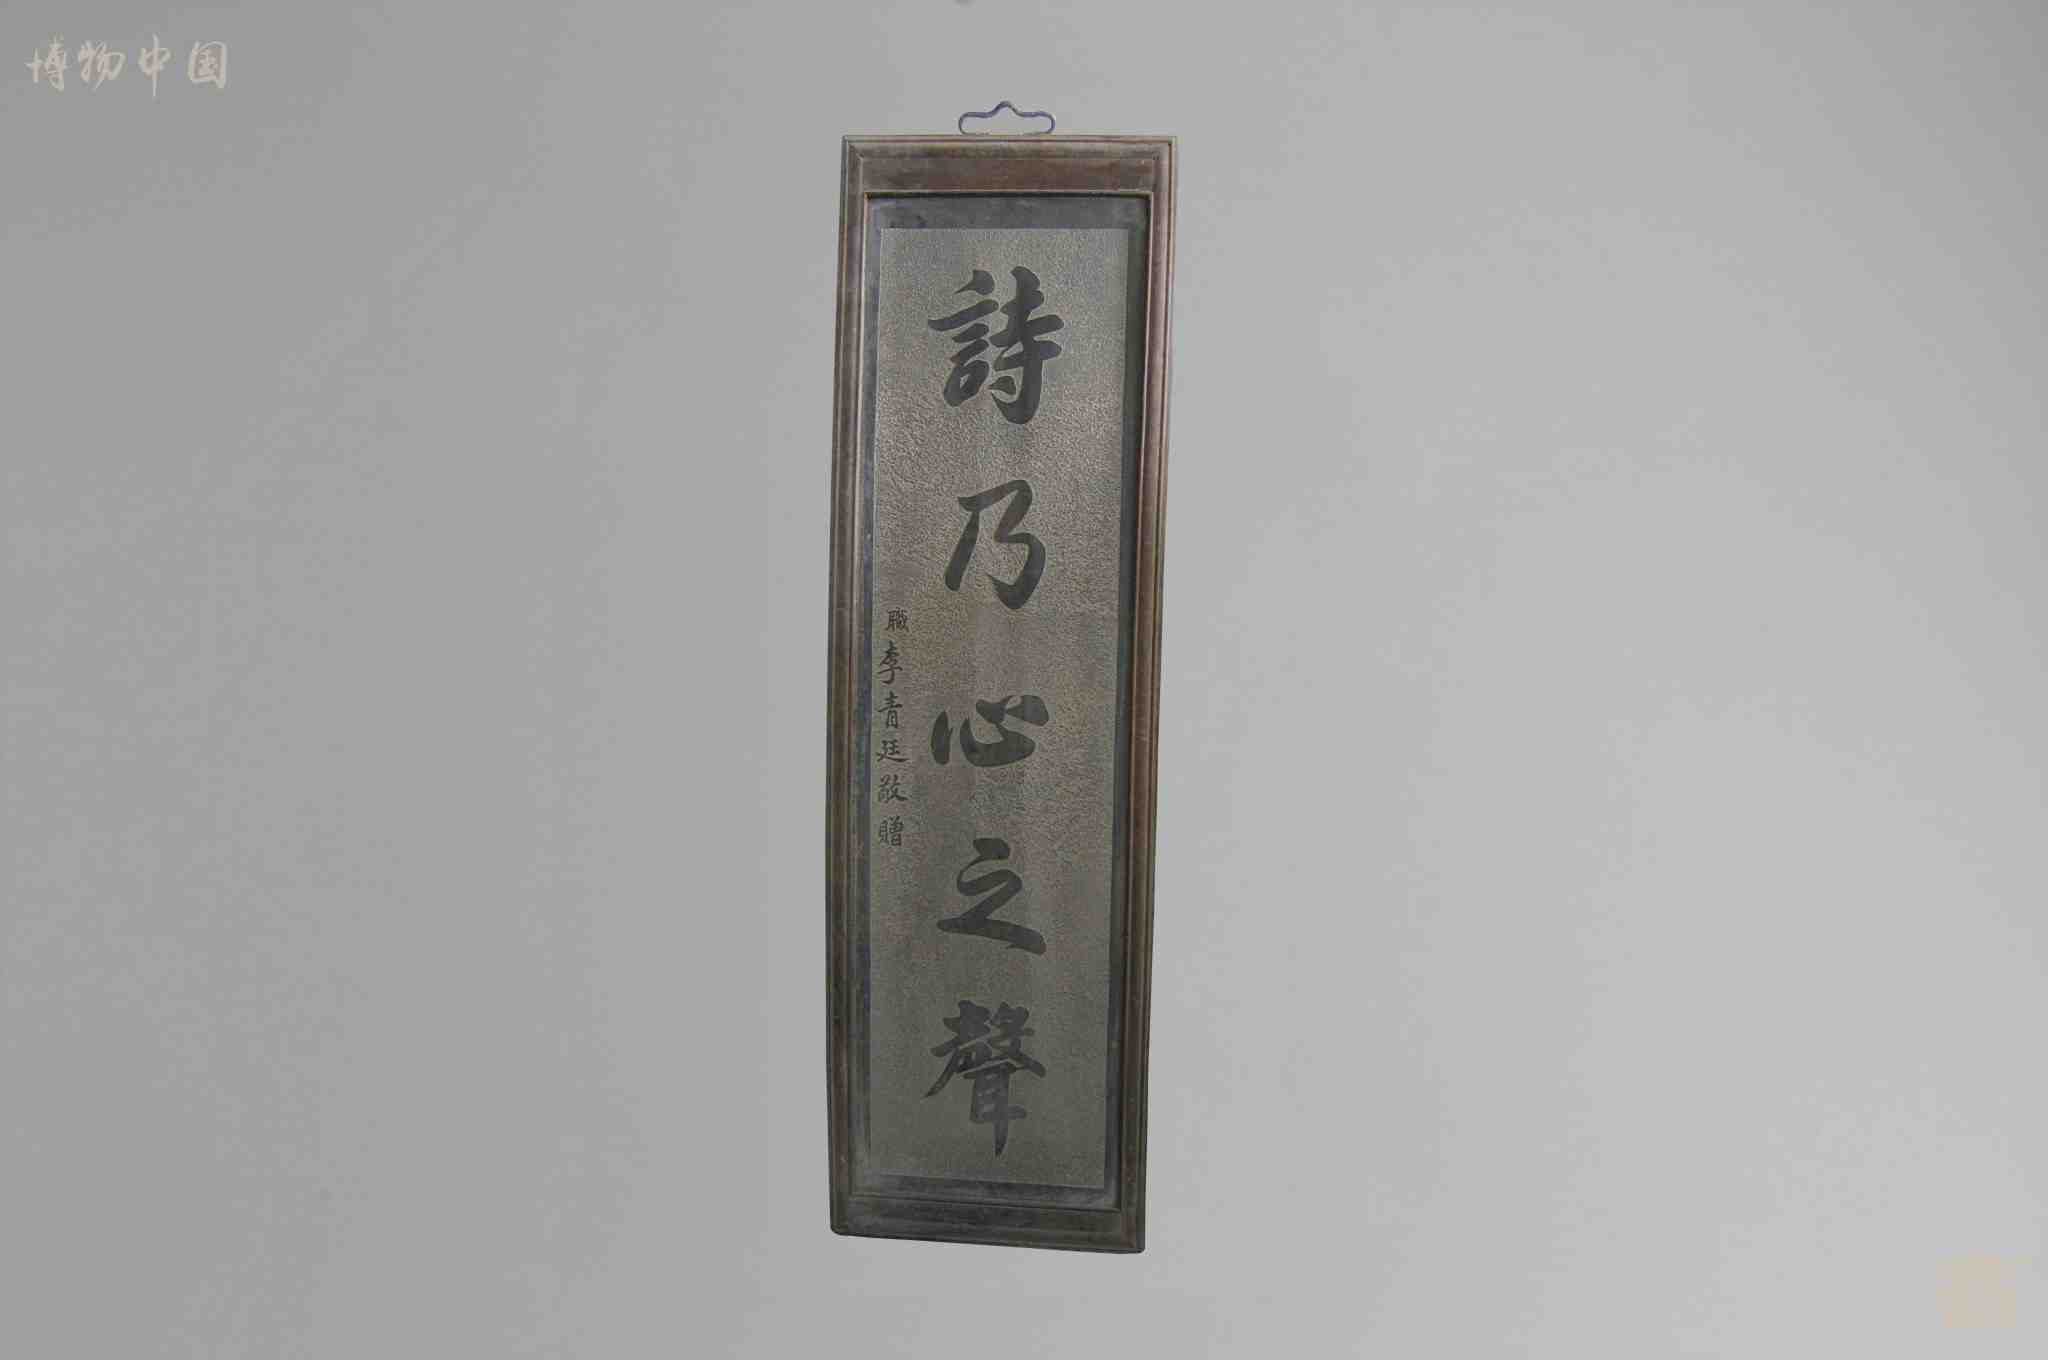 博物中国
詩乃心之聲
職李青廷敬贈